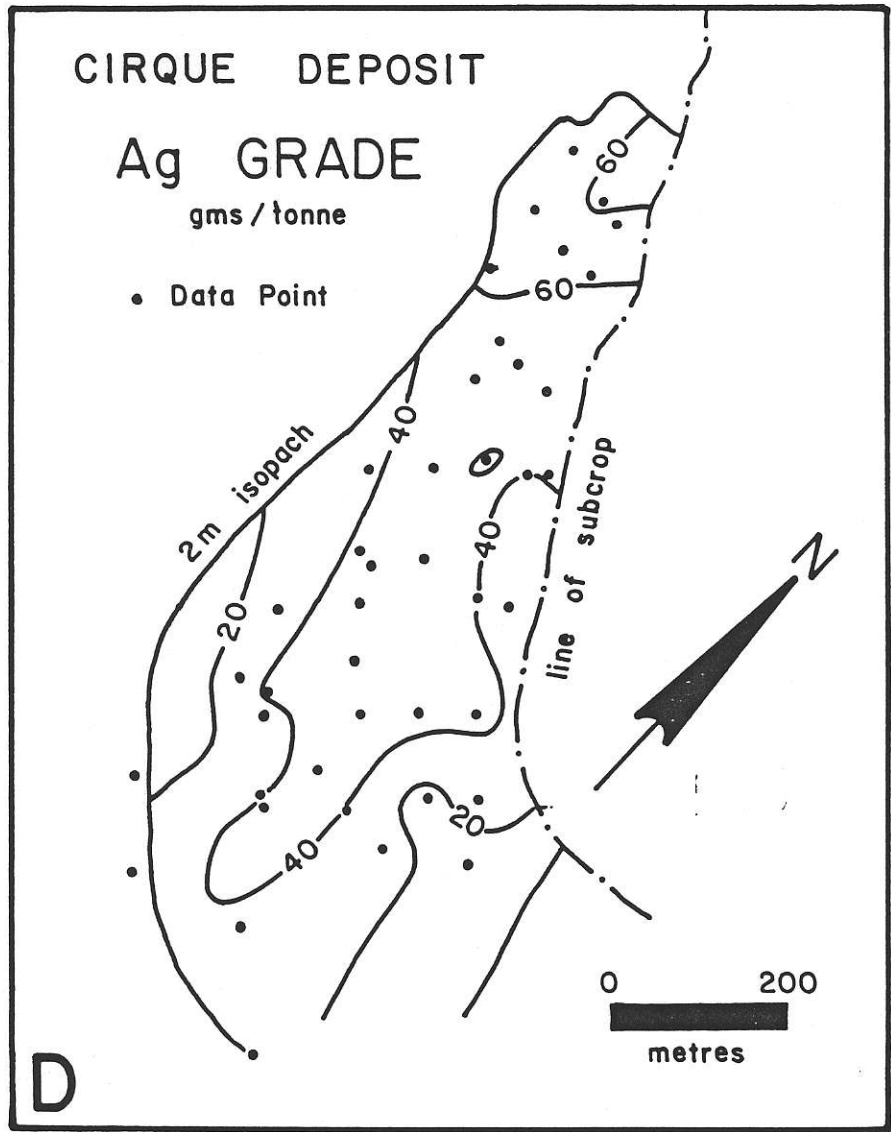 CIRQUE DEPOSIT
Ag GRADE
gms/tonne
• Data Point
60
60
40
2m isopach
40
line of subcrop
20
N
20
40
0 200
metres
D